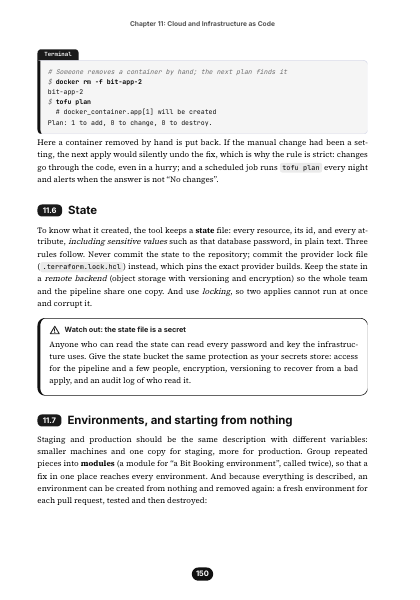 Chapter 11: Cloud and Infrastructure as Code
Terminal
# Someone removes a container by hand; the next plan finds it
$ docker rm -f bit-app-2
bit-app-2
$ tofu plan
# docker_container.app[1] will be created
Plan: 1 to add, 0 to change, 0 to destroy.
Here a container removed by hand is put back. If the manual change had been a set-
ting, the next apply would silently undo the fix, which is why the rule is strict: changes
go through the code, even in a hurry; and a scheduled job runs tofu plan every night
and alerts when the answer is not “No changes”.
11.6 State
To know what it created, the tool keeps a state file: every resource, its id, and every at-
tribute, including sensitive values such as that database password, in plain text. Three
rules follow. Never commit the state to the repository; commit the provider lock file
(.terraform.lock.hcl) instead, which pins the exact provider builds. Keep the state in
a remote backend (object storage with versioning and encryption) so the whole team
and the pipeline share one copy. And use locking, so two applies cannot run at once
and corrupt it.
Watch out: the state file is a secret
Anyone who can read the state can read every password and key the infrastruc-
ture uses. Give the state bucket the same protection as your secrets store: access
for the pipeline and a few people, encryption, versioning to recover from a bad
apply, and an audit log of who read it.
11.7 Environments, and starting from nothing
Staging and production should be the same description with different variables:
smaller machines and one copy for staging, more for production. Group repeated
pieces into modules (a module for “a Bit Booking environment”, called twice), so that a
fix in one place reaches every environment. And because everything is described, an
environment can be created from nothing and removed again: a fresh environment for
each pull request, tested and then destroyed:
150